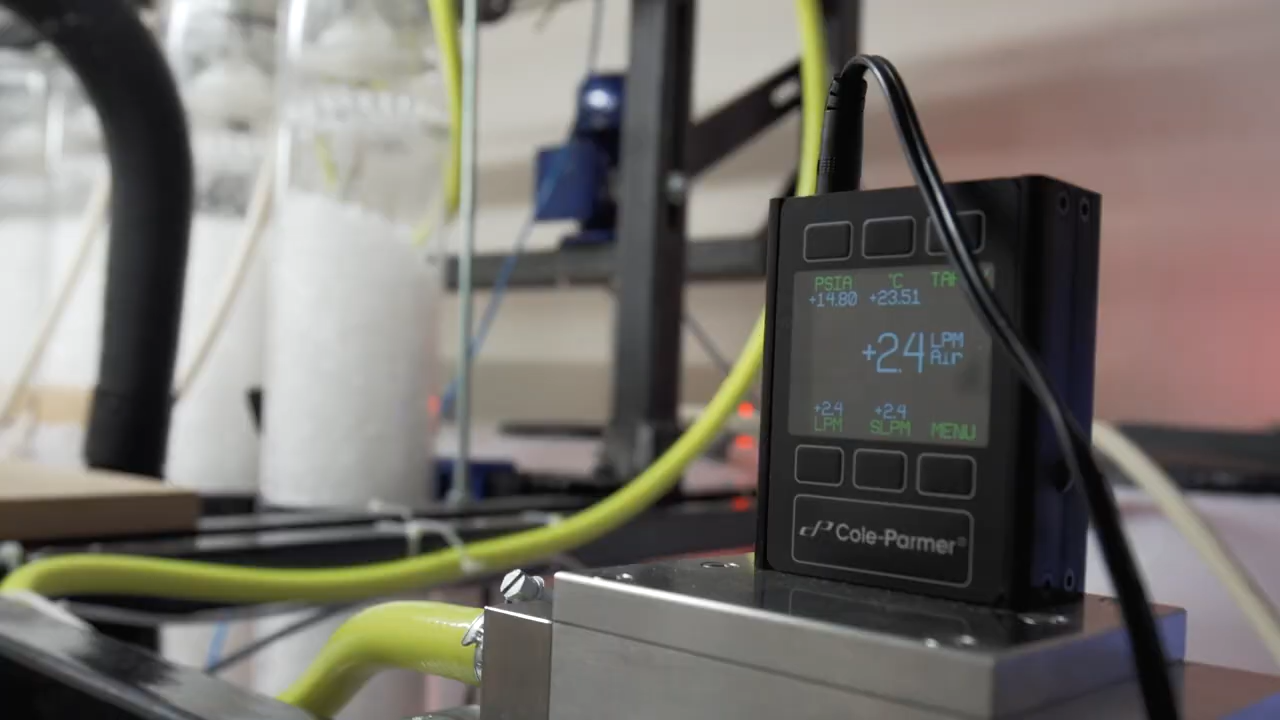 PSIA °C
+14.80 +23.51
+2.4 LPM
Air
+2.4 +2.4
LPM SLPM MENU
Cole-Parmer®